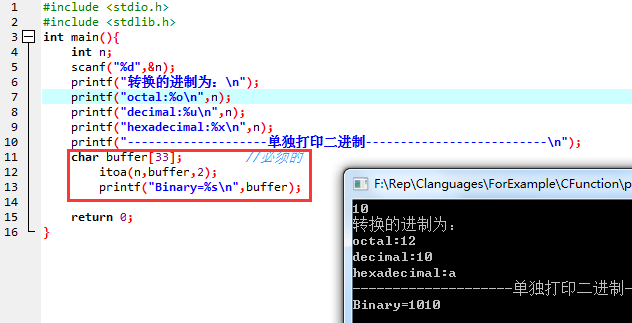 1 #include <stdio.h>
2 #include <stdlib.h>
3 int main(){
4 int n;
5 scanf("%d",&n);
6 printf("转换的进制为：\n");
7 printf("octal:%o\n",n);
8 printf("decimal:%u\n",n);
9 printf("hexadecimal:%x\n",n);
10 printf("--------------------单独打印二进制--------------------------\n");
11 char buffer[33]; //必须的
12 itoa(n,buffer,2);
13 printf("Binary=%s\n",buffer);
14
15 return 0;
16 }
F:\Rep\Clanguages\ForExample\CFunction\p
10
转换的进制为：
octal:12
decimal:10
hexadecimal:a
--------------------单独打印二进制-
Binary=1010